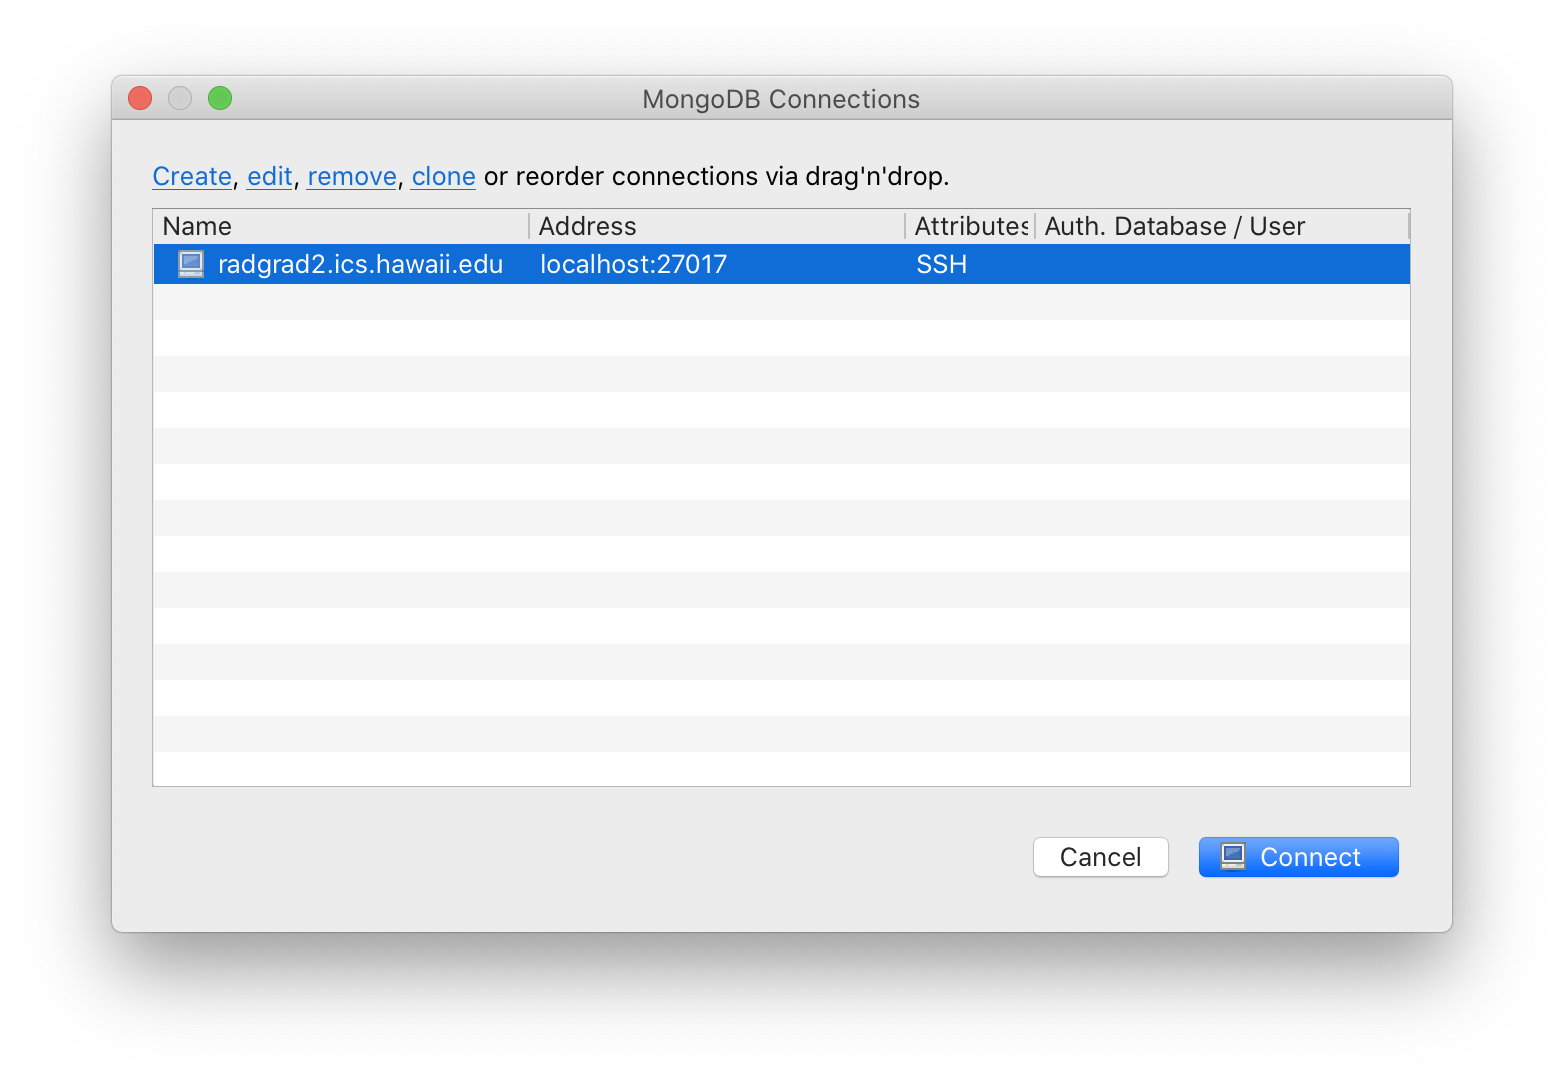 MongoDB Connections
Create, edit, remove, clone or reorder connections via drag'n'drop.
Name Address Attributes Auth. Database / User
radgrad2.ics.hawaii.edu localhost:27017 SSH
Cancel Connect